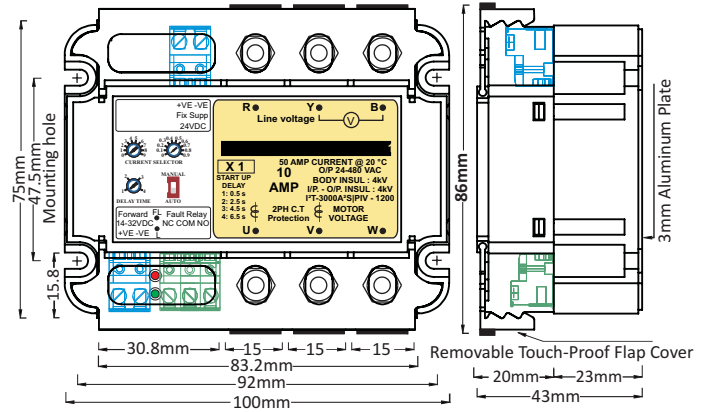 +VE -VE
Fix Supp
24VDC
CURRENT SELECTOR
DELAY TIME
MANUAL
AUTO
Forward FL Fault Relay
14-32VDC NC COM NO
+VE -VE L
R Y B
Line voltage V
X 1
START UP
DELAY
1: 0.5 s
2: 2.5 s
3: 4.5 s
4: 6.5 s
10
AMP
50 AMP CURRENT @ 20 °C
O/P 24-480 VAC
BODY INSUL : 4kV
I/P. - O/P. INSUL : 4kV
I²T-3000A²S|PIV - 1200
2PH C.T
Protection
MOTOR
VOLTAGE
U V W
75mm
47.5mm
Mounting hole
15.8
30.8mm 15 15 15
83.2mm
92mm
100mm
86mm
3mm Aluminum Plate
Removable Touch-Proof Flap Cover
20mm 23mm
43mm